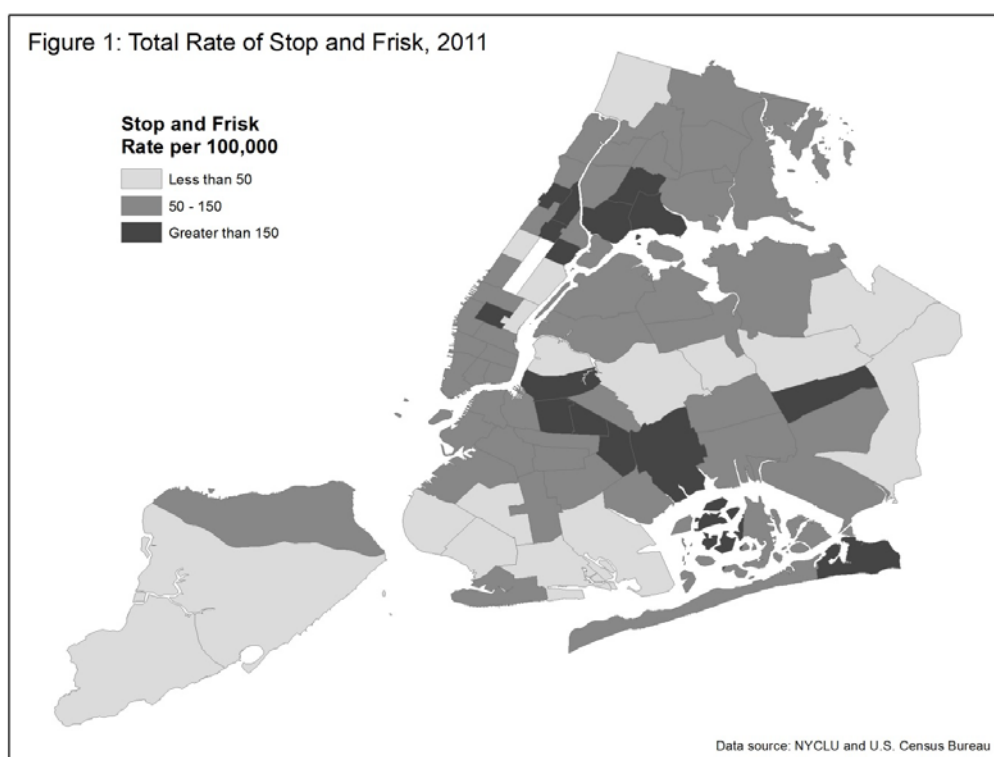 Figure 1: Total Rate of Stop and Frisk, 2011
Stop and Frisk
Rate per 100,000
Less than 50
50 - 150
Greater than 150
Data source: NYCLU and U.S. Census Bureau